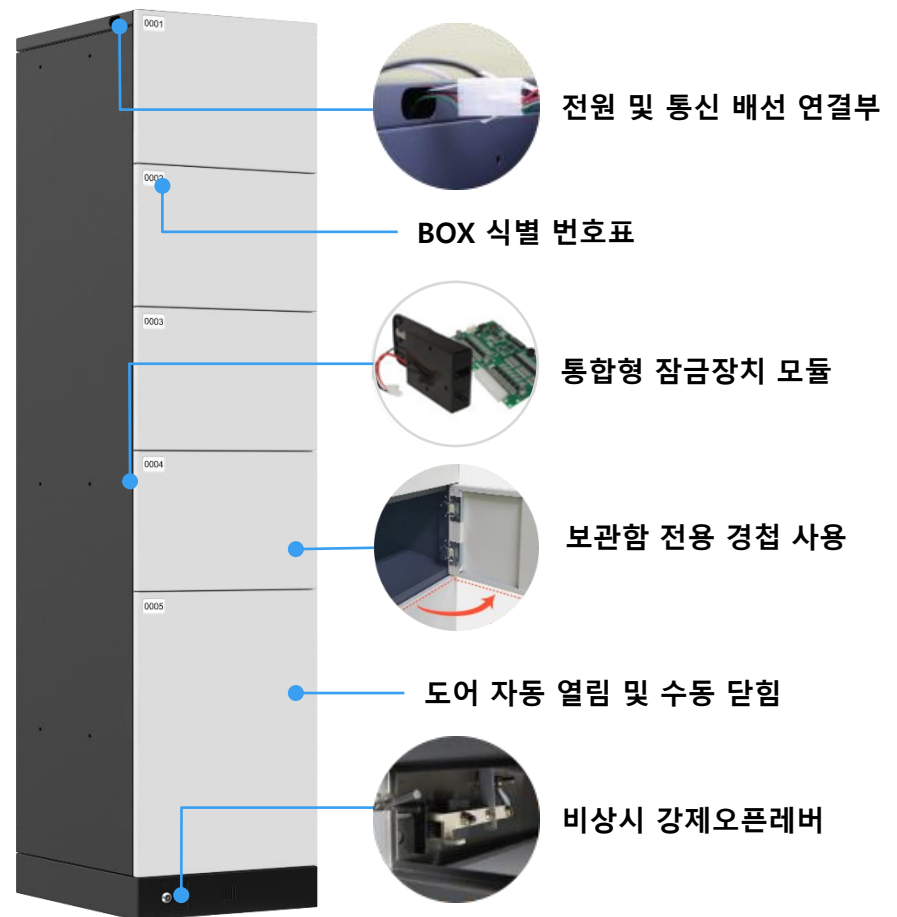 0001
전원 및 통신 배선 연결부
BOX 식별 번호표
0003
통합형 잠금장치 모듈
0004
보관함 전용 경첩 사용
0005
도어 자동 열림 및 수동 닫힘
비상시 강제오픈레버